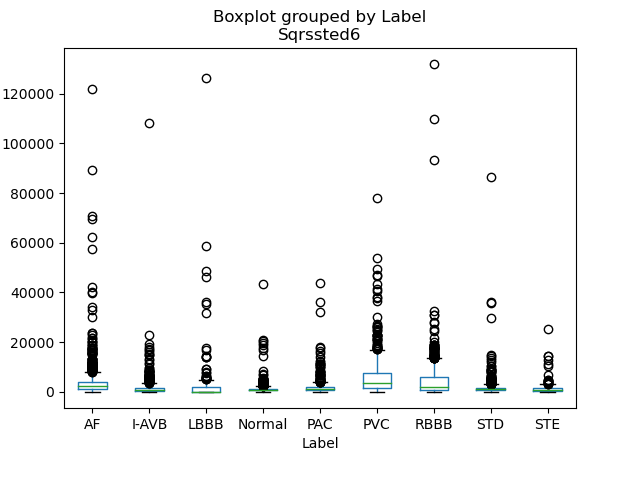 Boxplot grouped by Label
Sqrssted6
120000
100000
80000
60000
40000
20000
0
AF I-AVB LBBB Normal PAC PVC RBBB STD STE
Label